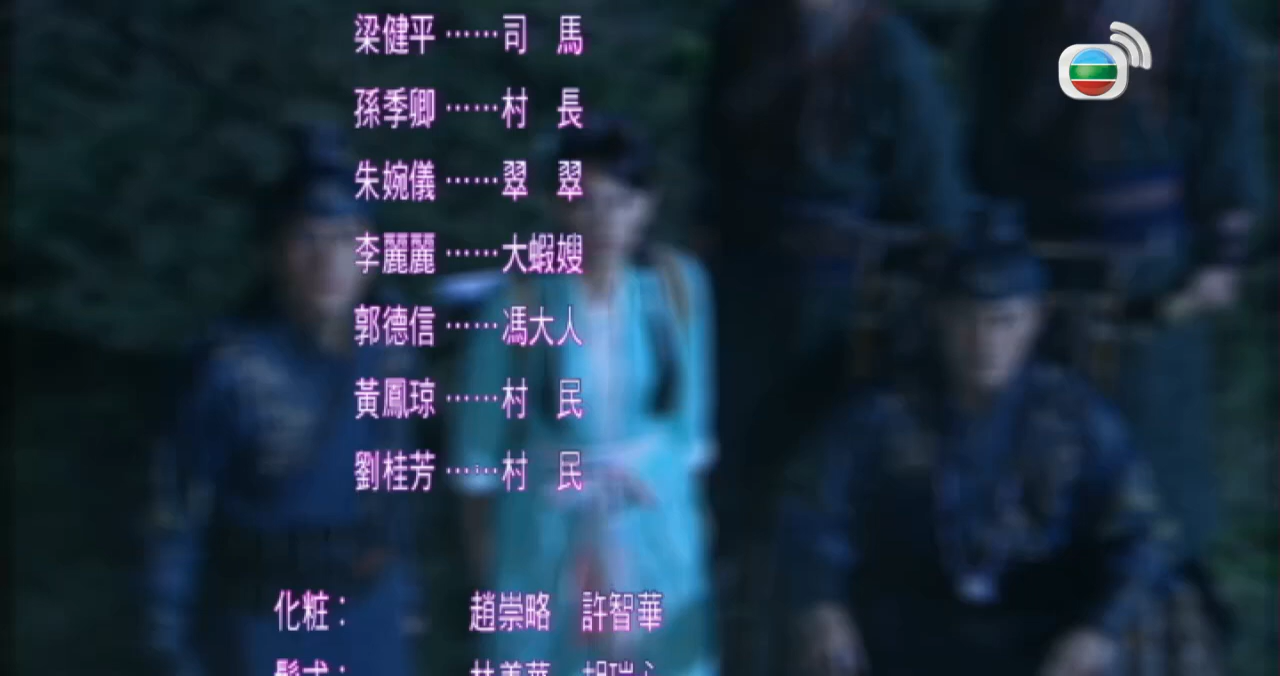 梁健平……司　馬
孫季卿……村　長
朱婉儀……翠　翠
李麗麗……大蝦嫂
郭德信……馮大人
黃鳳琼……村　民
劉桂芳……村　民
化粧：　趙崇略　許智華